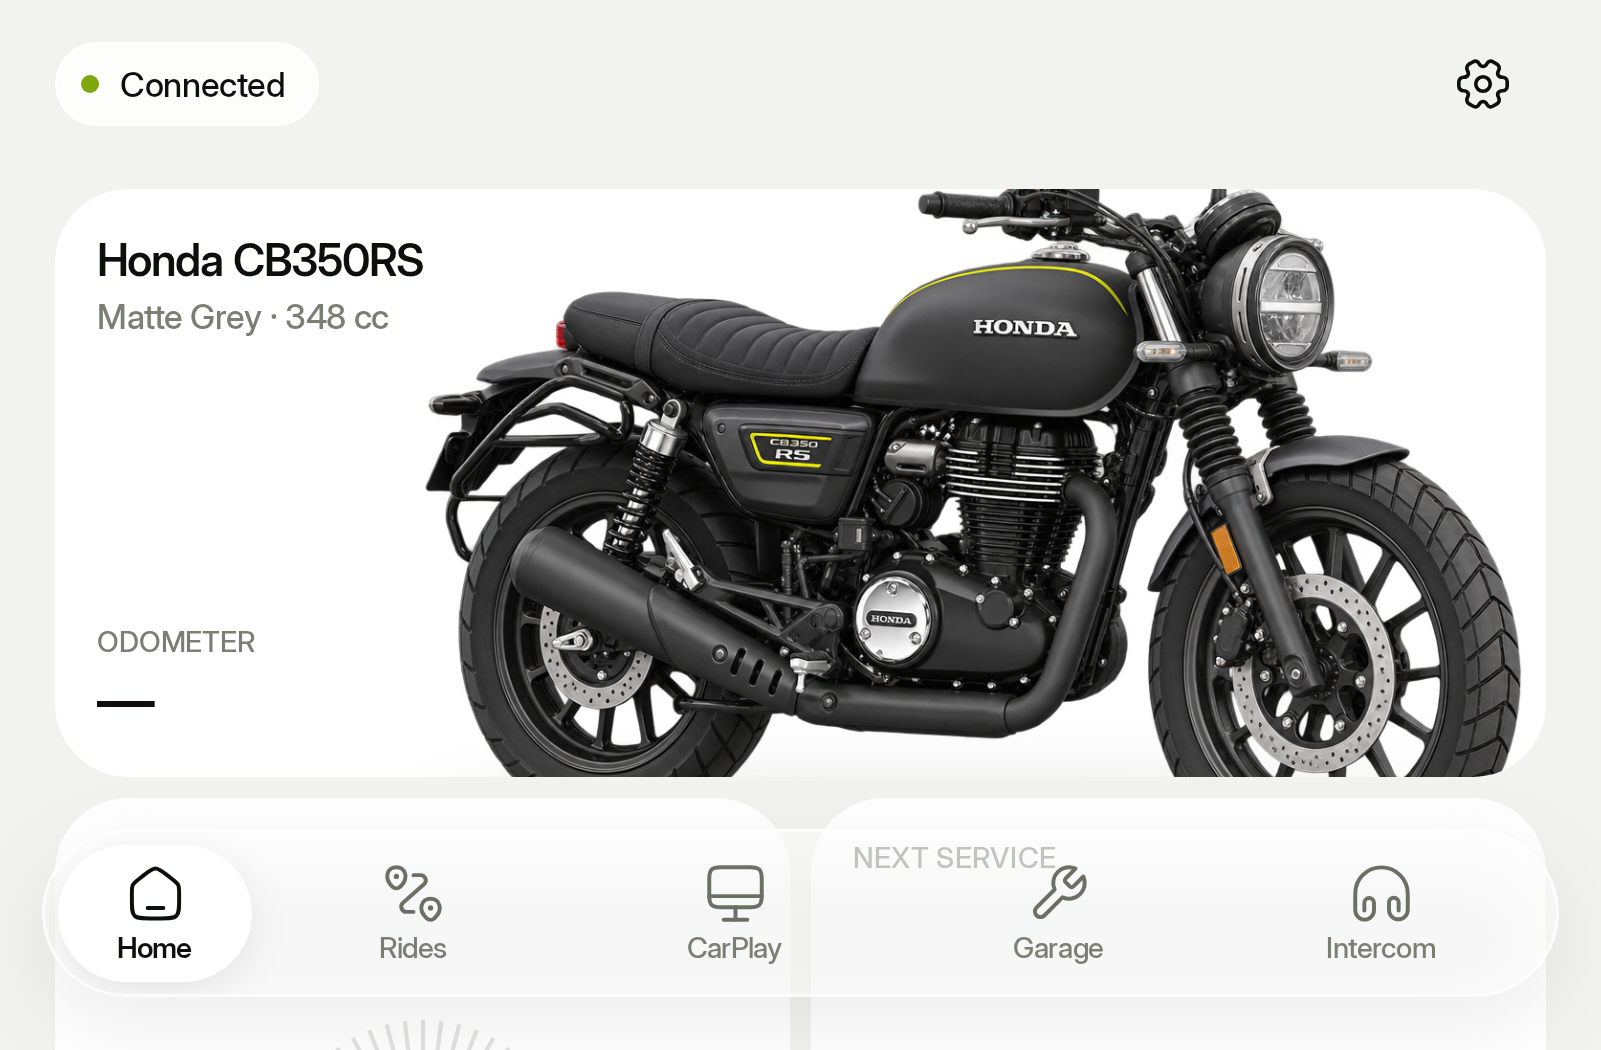 Connected
Honda CB350RS
Matte Grey · 348 cc
HONDA
CB350
RS
HONDA
ODOMETER
—
NEXT SERVICE
Home
Rides
CarPlay
Garage
Intercom